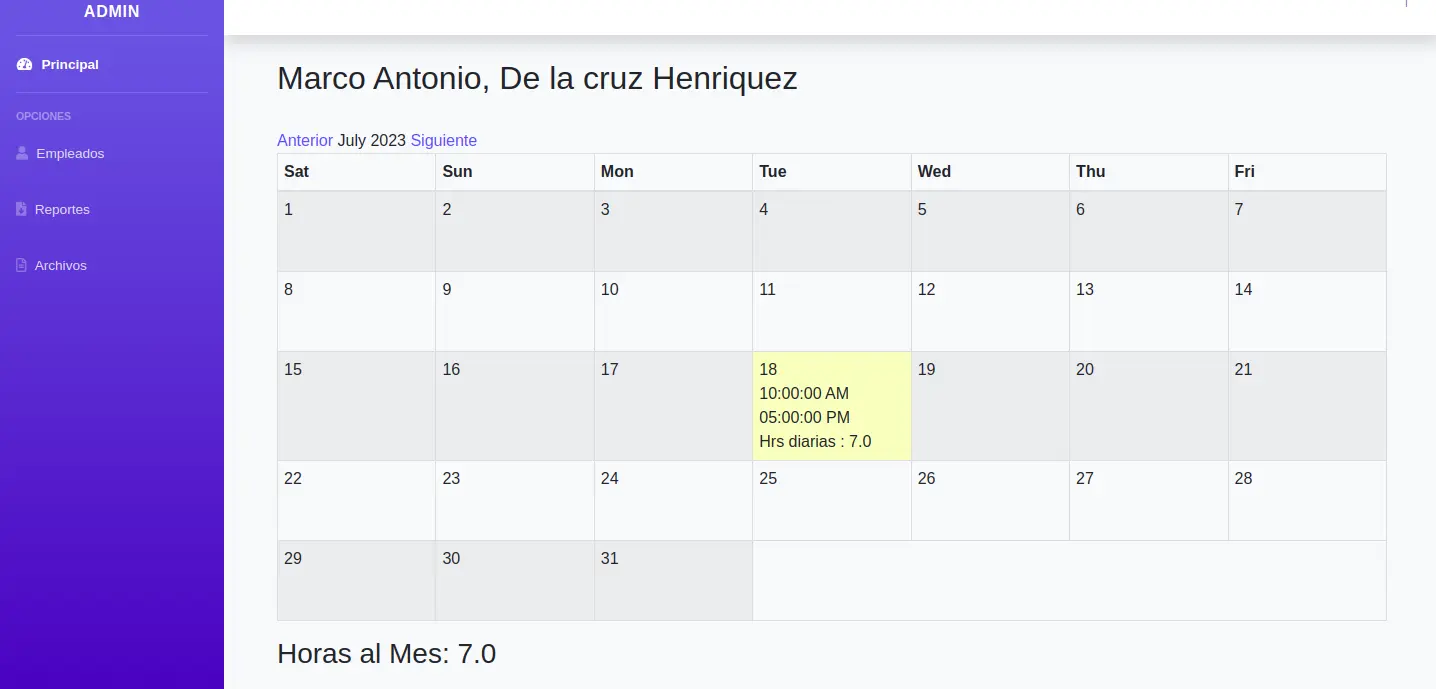 ADMIN
Principal
OPCIONES
Empleados
Reportes
Archivos
Marco Antonio, De la cruz Henriquez
Anterior July 2023 Siguiente
Sat Sun Mon Tue Wed Thu Fri
1 2 3 4 5 6 7
8 9 10 11 12 13 14
15 16 17 18 19 20 21
10:00:00 AM
05:00:00 PM
Hrs diarias : 7.0
22 23 24 25 26 27 28
29 30 31
Horas al Mes: 7.0